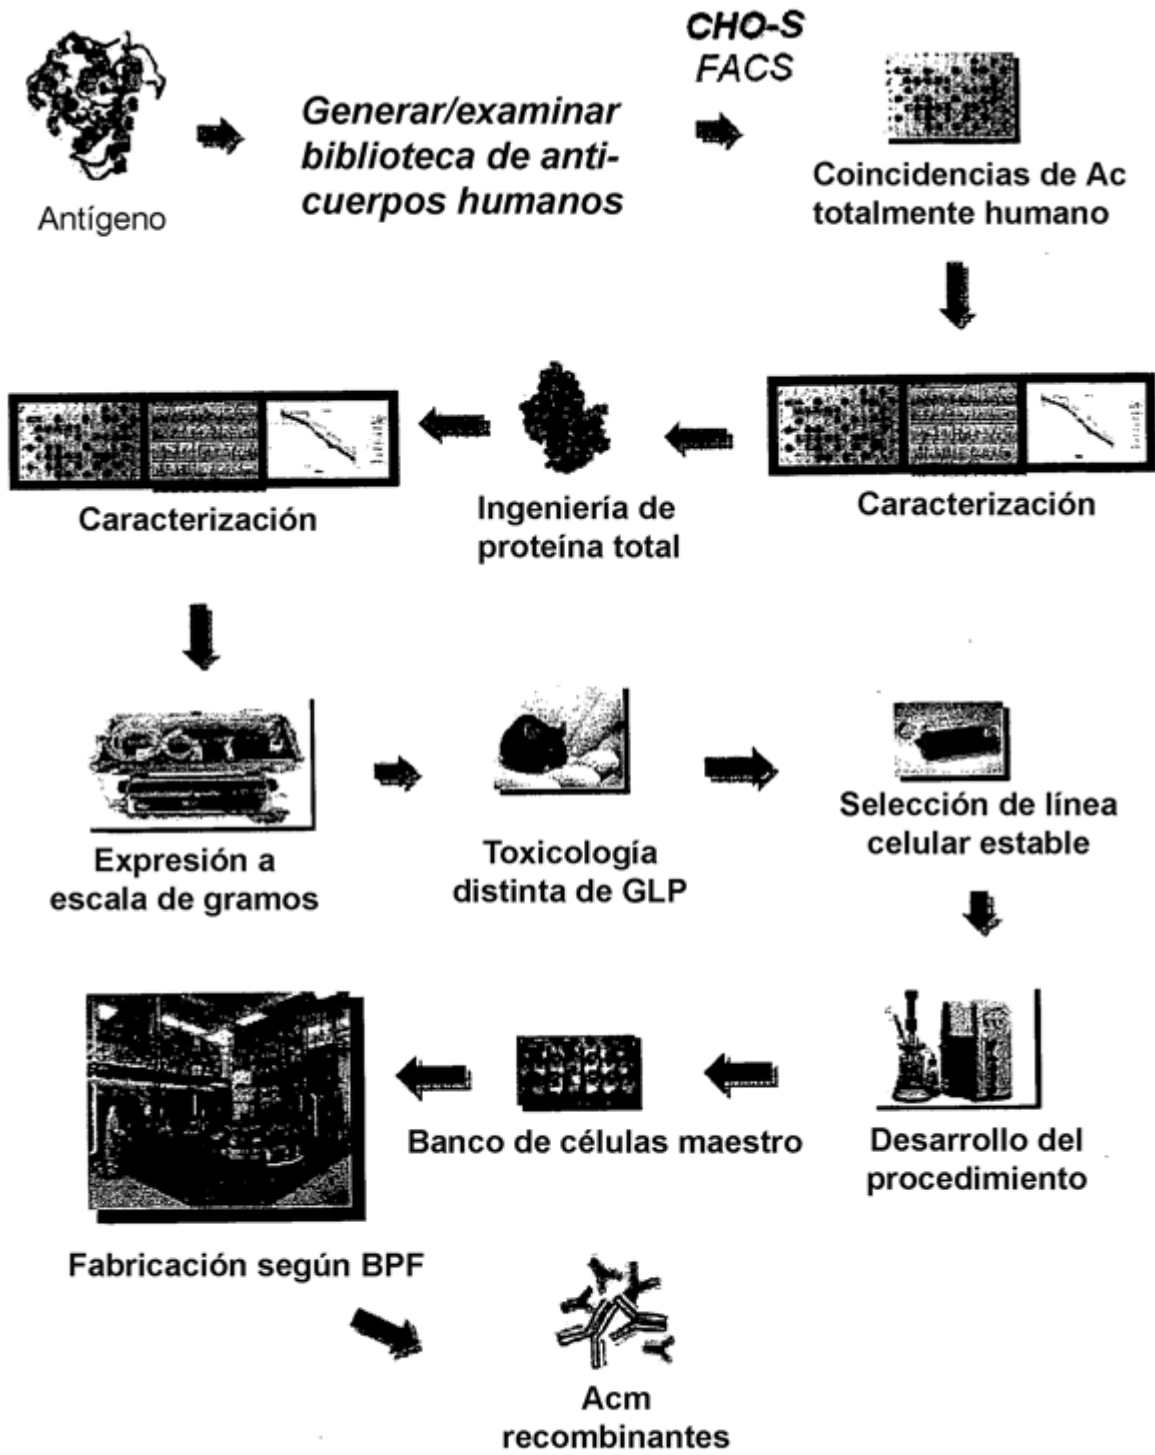 Antígeno
Generar/examinar
biblioteca de anti-
cuerpos humanos
CHO-S
FACS
Coincidencias de Ac
totalmente humano
Caracterización
Ingeniería de
proteína total
Caracterización
Expresión a
escala de gramos
Toxicología
distinta de GLP
Selección de línea
celular estable
Desarrollo del
procedimiento
Banco de células maestro
Fabricación según BPF
Acm
recombinantes